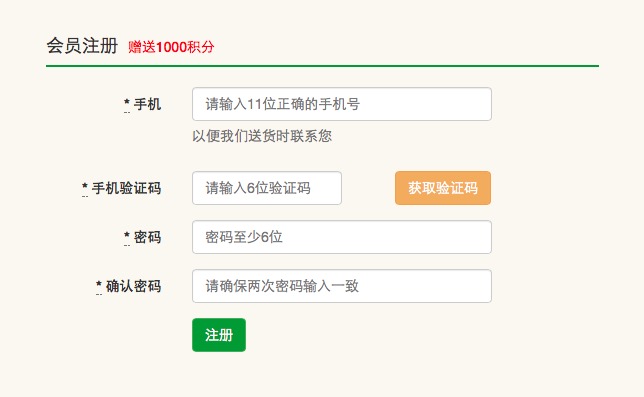 会员注册 赠送1000积分
* 手机 请输入11位正确的手机号
以便我们送货时联系您
* 手机验证码 请输入6位验证码 获取验证码
* 密码 密码至少6位
* 确认密码 请确保两次密码输入一致
注册